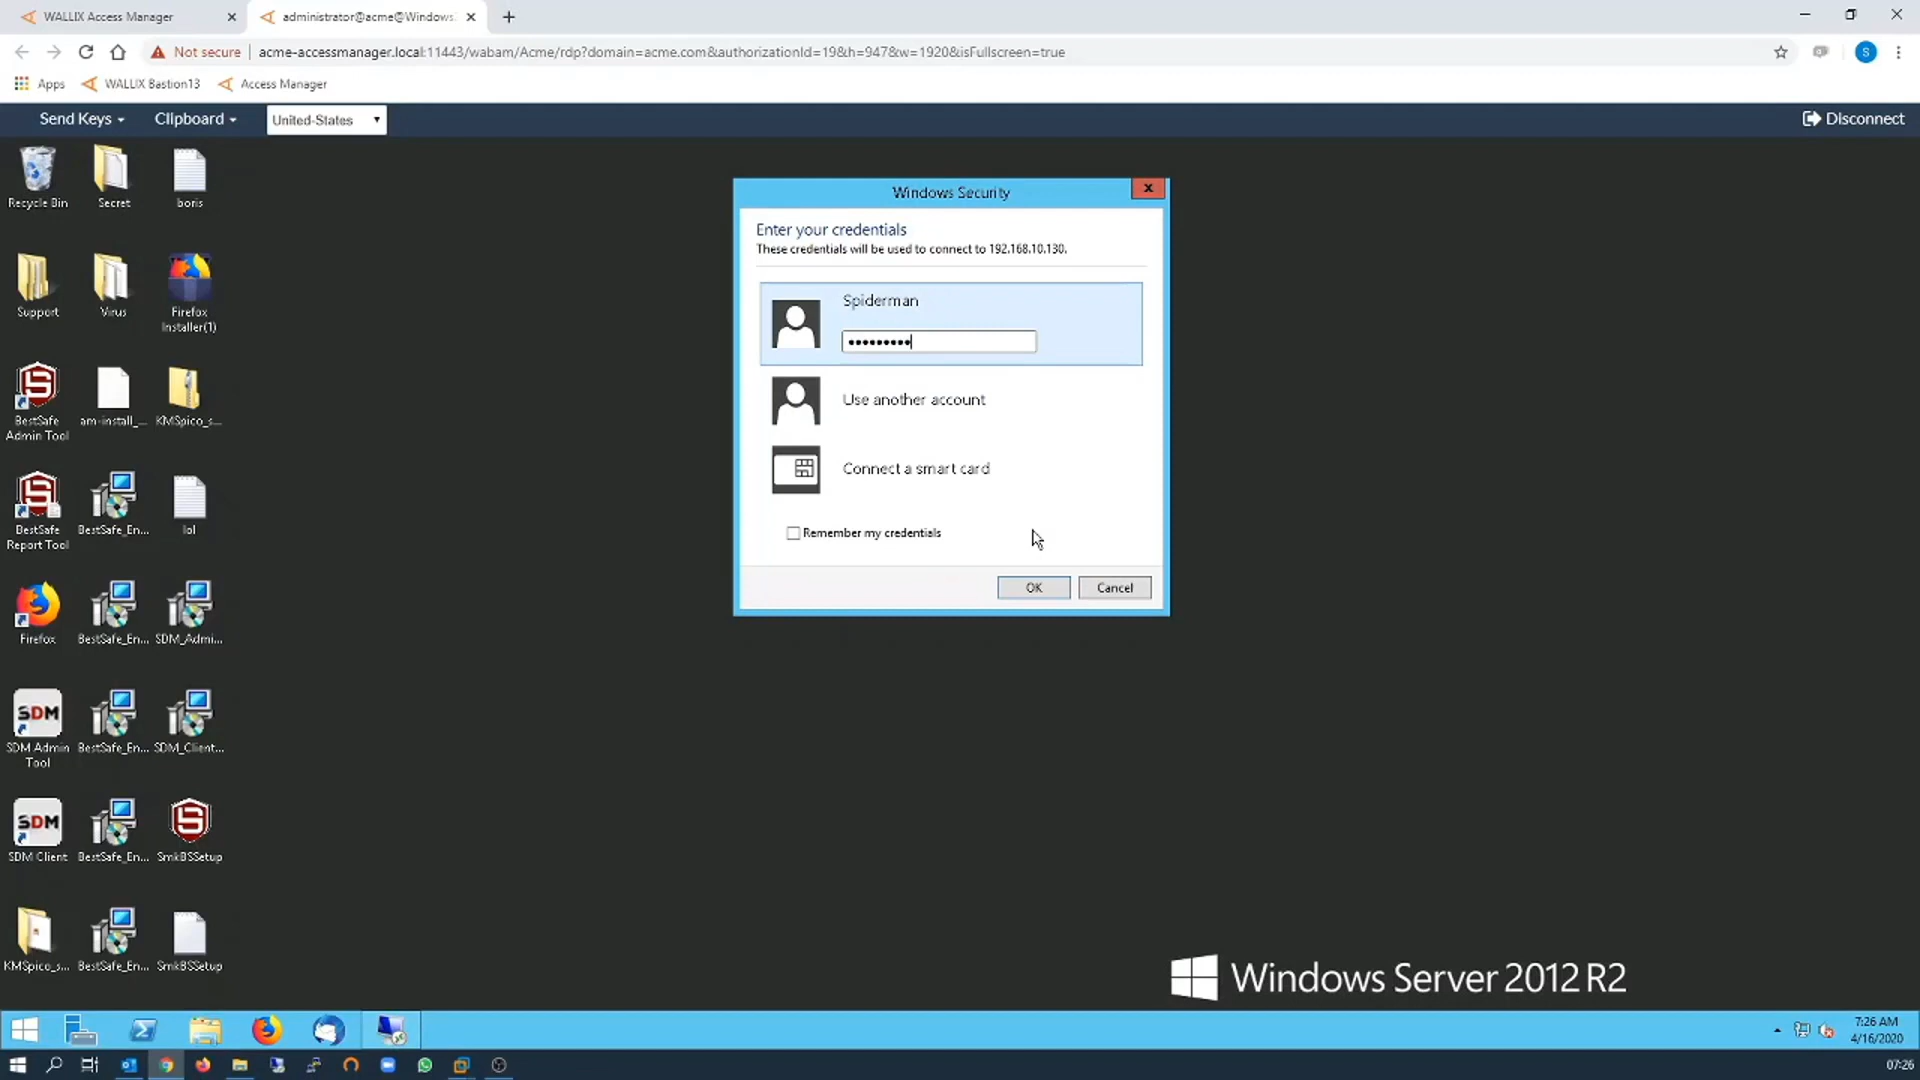 WALLIX Access Manager
administrator@acme@Windows
Not secure
acme-accessmanager.local:11443/wabam/Acme/rdp?domain=acme.com&authorizationId=19&h=947&w=1920&isFullscreen=true
S
Apps
WALLIX Bastion13
Access Manager
Send Keys
Clipboard
United-States
Disconnect
Recycle Bin
Secret
boris
Support
Virus
Firefox
Installer(1)
BestSafe
Admin Tool
am-install_...
KMSpico_s...
BestSafe
Report Tool
BestSafe_En...
lol
Firefox
BestSafe_En...
SDM_Admi...
SDM
SDM Admin
Tool
BestSafe_En...
SDM_Client...
SDM
SDM Client
BestSafe_En...
SmkBSSetup
KMSpico_s...
BestSafe_En...
SmkBSSetup
Windows Security
x
Enter your credentials
These credentials will be used to connect to 192.168.10.130.
Spiderman
•••••••••
Use another account
Connect a smart card
Remember my credentials
OK
Cancel
Windows Server 2012 R2
7:26 AM
4/16/2020
07:26